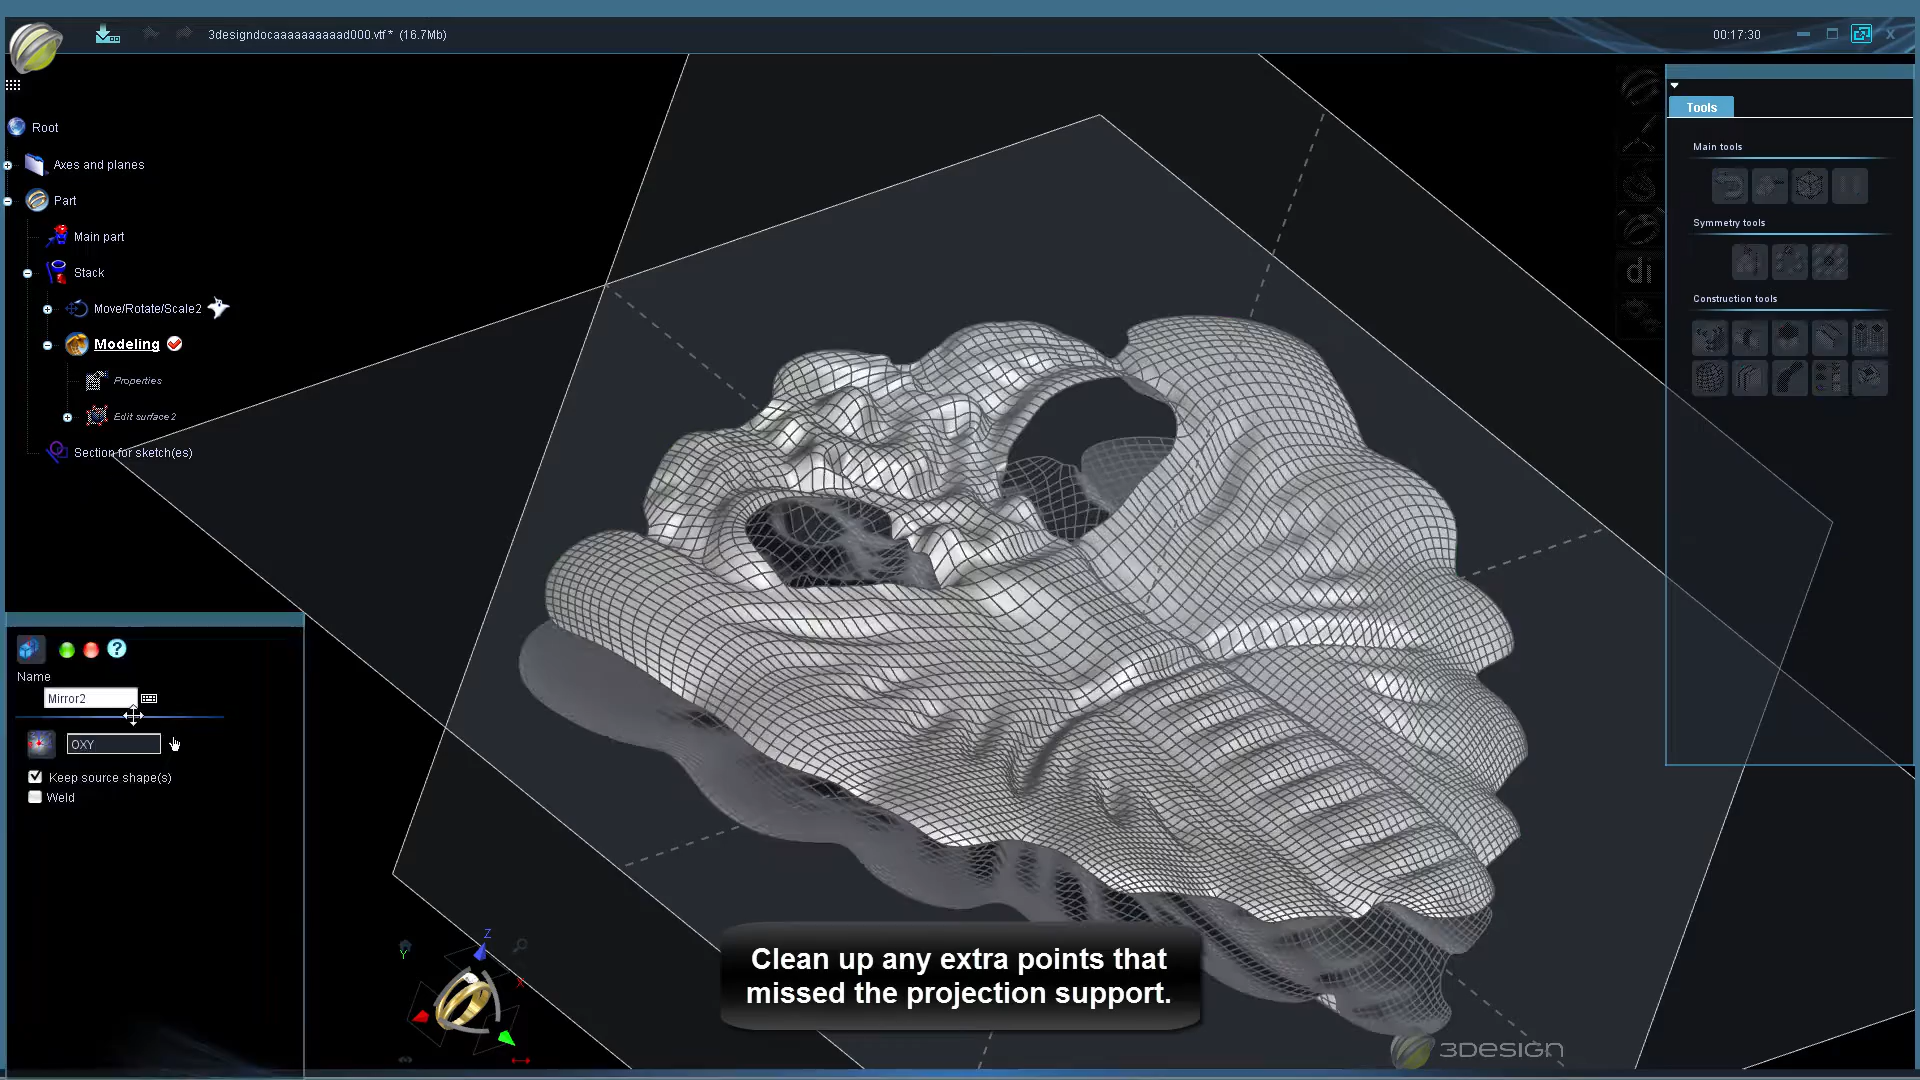 3designdocaaaaaaaaaad000.vtf * (16.7Mb)
00:17:30
X
Root
Axes and planes
Part
Main part
Stack
Move/Rotate/Scale2
Modeling
Properties
Edit surface2
Section for sketch(es)
Tools
Main tools
Symmetry tools
Construction tools
di
?
Name
Mirror2
OXY
Keep source shape(s)
Weld
Z
Y
X
Clean up any extra points that
missed the projection support.
3DESIGN